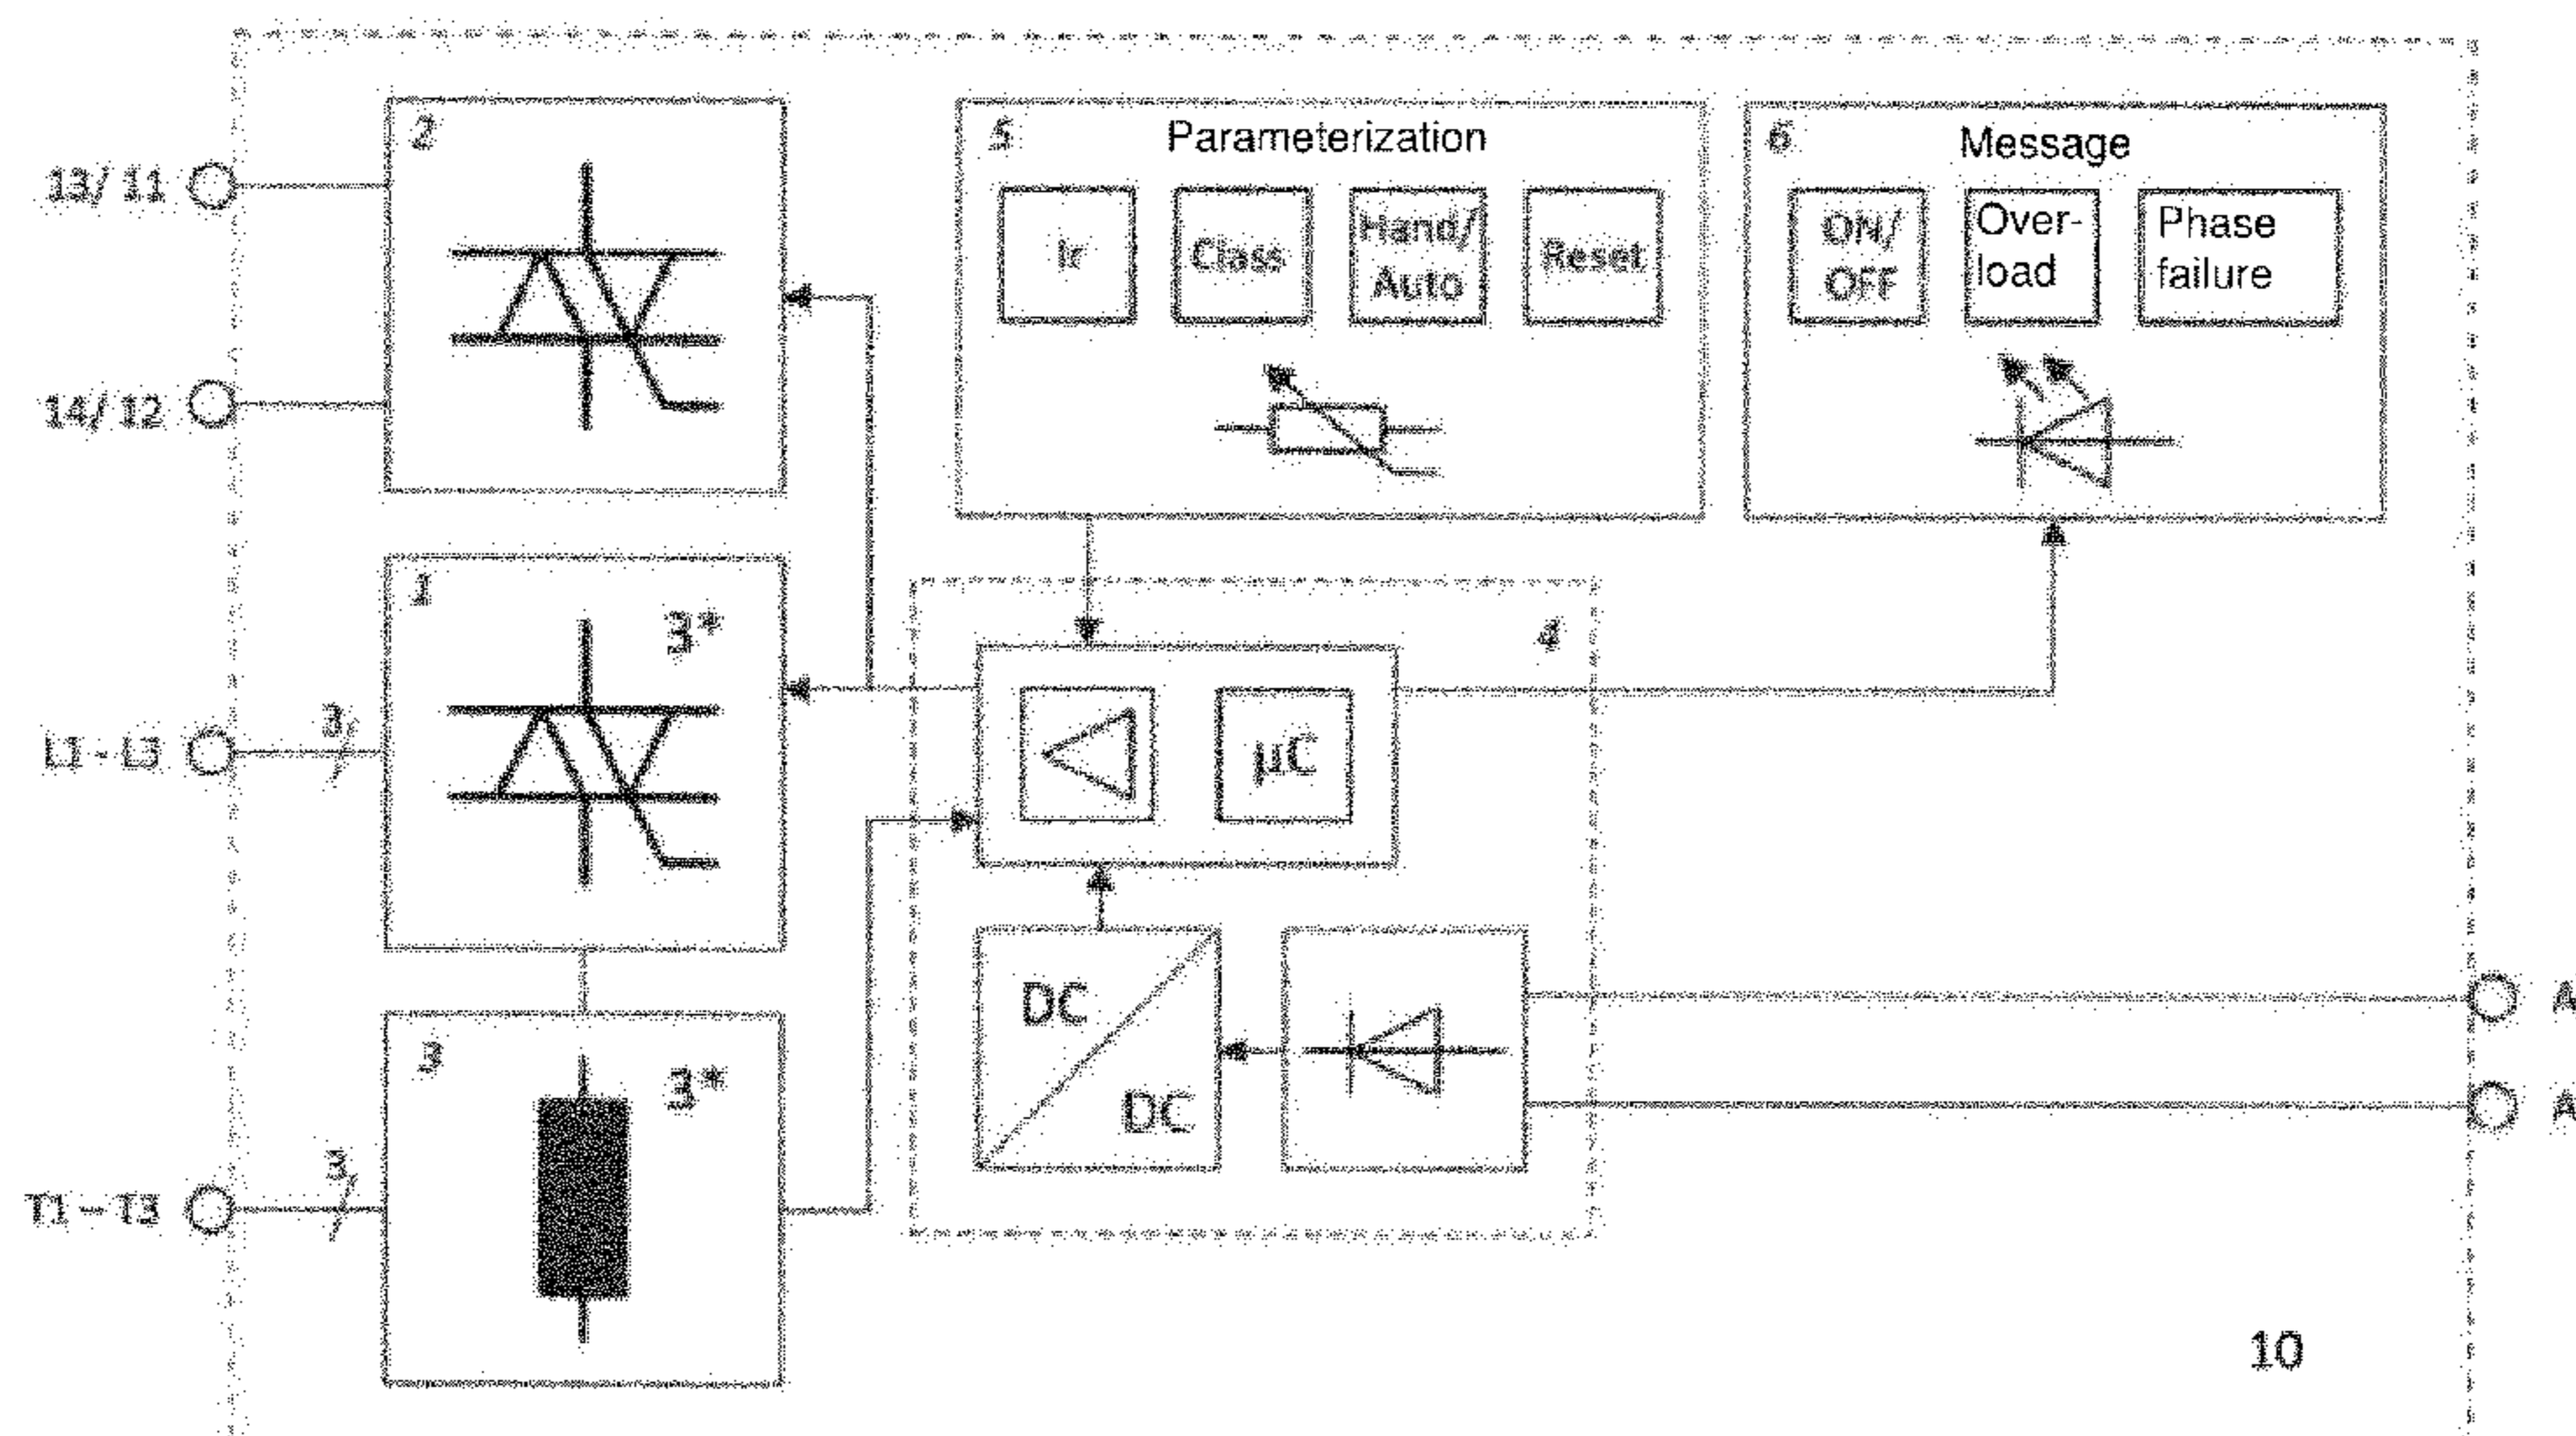 2
13/ 11
14/ 12
5
Parameterization
Ir
Class
Hand/
Auto
Reset
6
Message
ON/
OFF
Over-
load
Phase
failure
1
3*
3
L1 - L3
4
µC
DC
DC
A
A
3
3*
3
T1 – T3
10